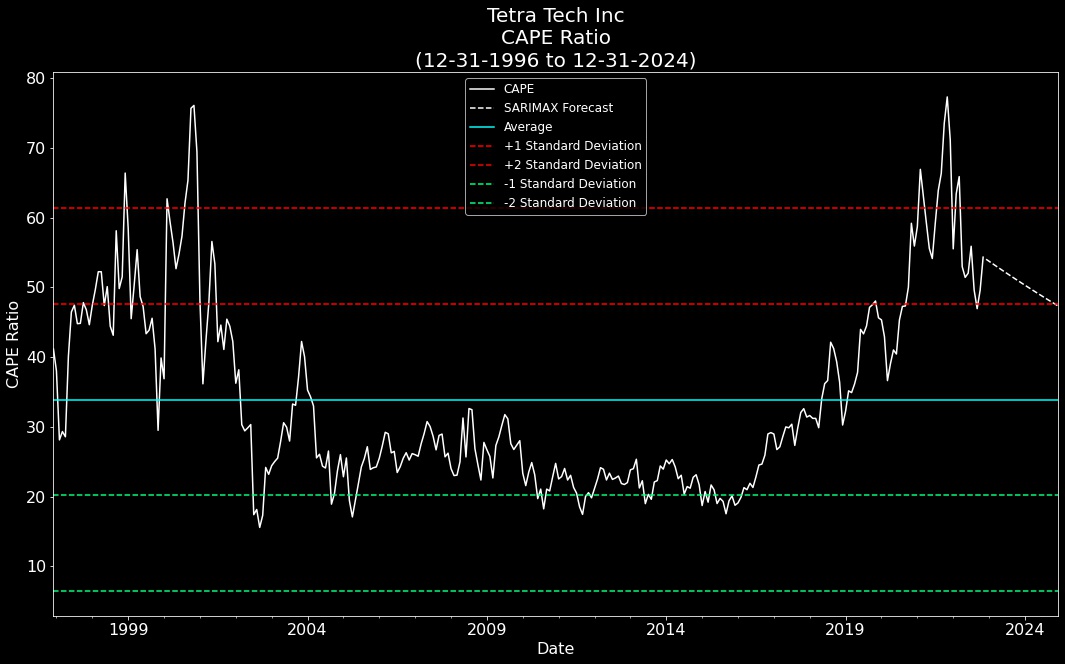 Tetra Tech Inc
CAPE Ratio
(12-31-1996 to 12-31-2024)
CAPE
SARIMAX Forecast
Average
+1 Standard Deviation
+2 Standard Deviation
-1 Standard Deviation
-2 Standard Deviation
80
70
60
50
40
30
20
10
CAPE Ratio
1999
2004
2009
2014
2019
2024
Date